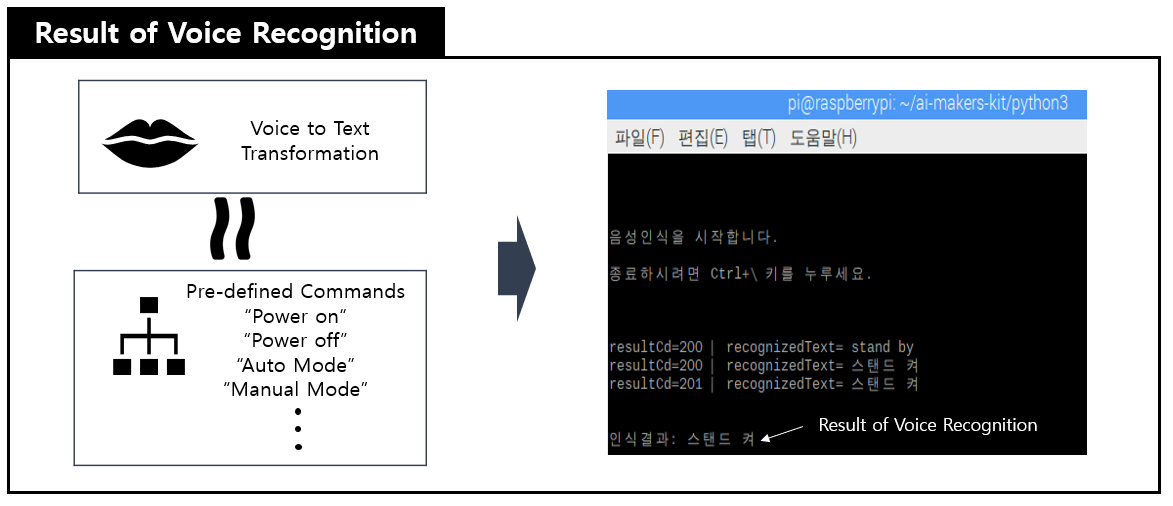 Result of Voice Recognition
Voice to Text
Transformation
Pre-defined Commands
“Power on“
“Power off”
“Auto Mode”
“Manual Mode”
pi@raspberrypi: ~/ai-makers-kit/python3
파일(F) 편집(E) 탭(T) 도움말(H)
음성인식을 시작합니다.
종료하시려면 Ctrl+\ 키를 누루세요.
resultCd=200 | recognizedText= stand by
resultCd=200 | recognizedText= 스탠드 켜
resultCd=201 | recognizedText= 스탠드 켜
인식결과: 스탠드 켜
Result of Voice Recognition